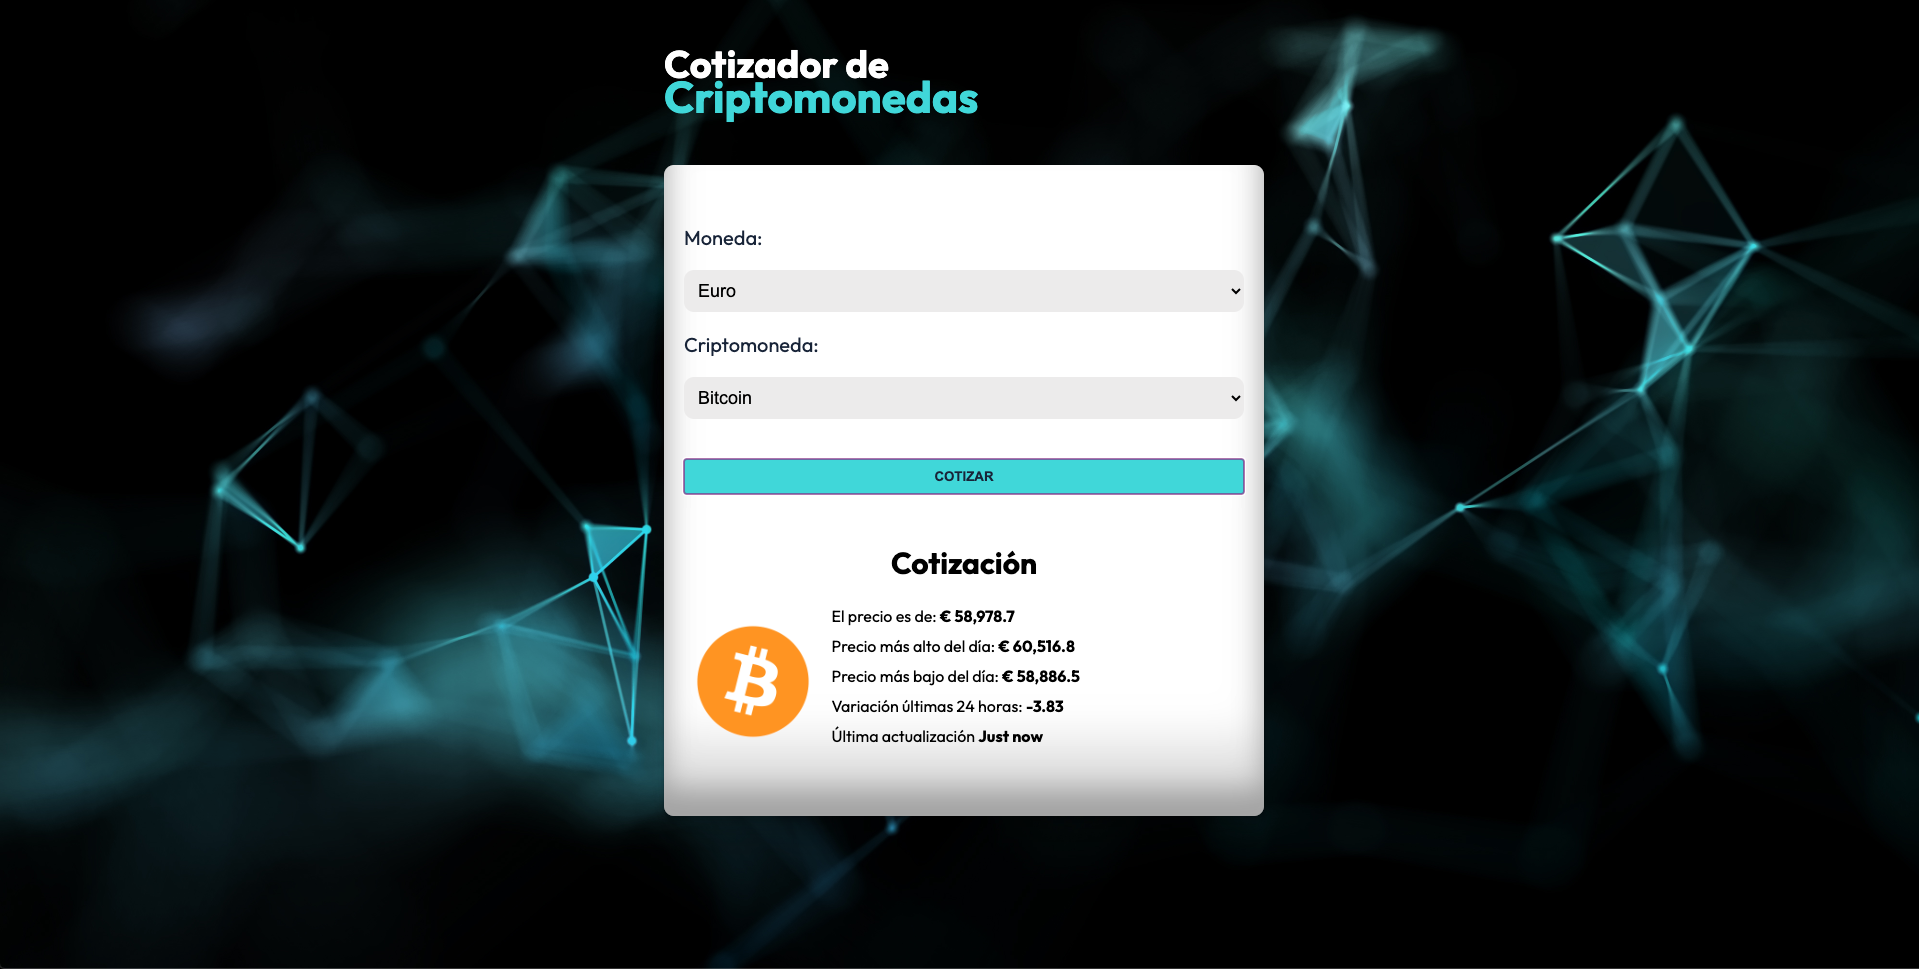 Cotizador de
Criptomonedas
Moneda:
Euro
Criptomoneda:
Bitcoin
COTIZAR
Cotización
El precio es de: € 58,978.7
Precio más alto del día: € 60,516.8
Precio más bajo del día: € 58,886.5
Variación últimas 24 horas: -3.83
Última actualización Just now